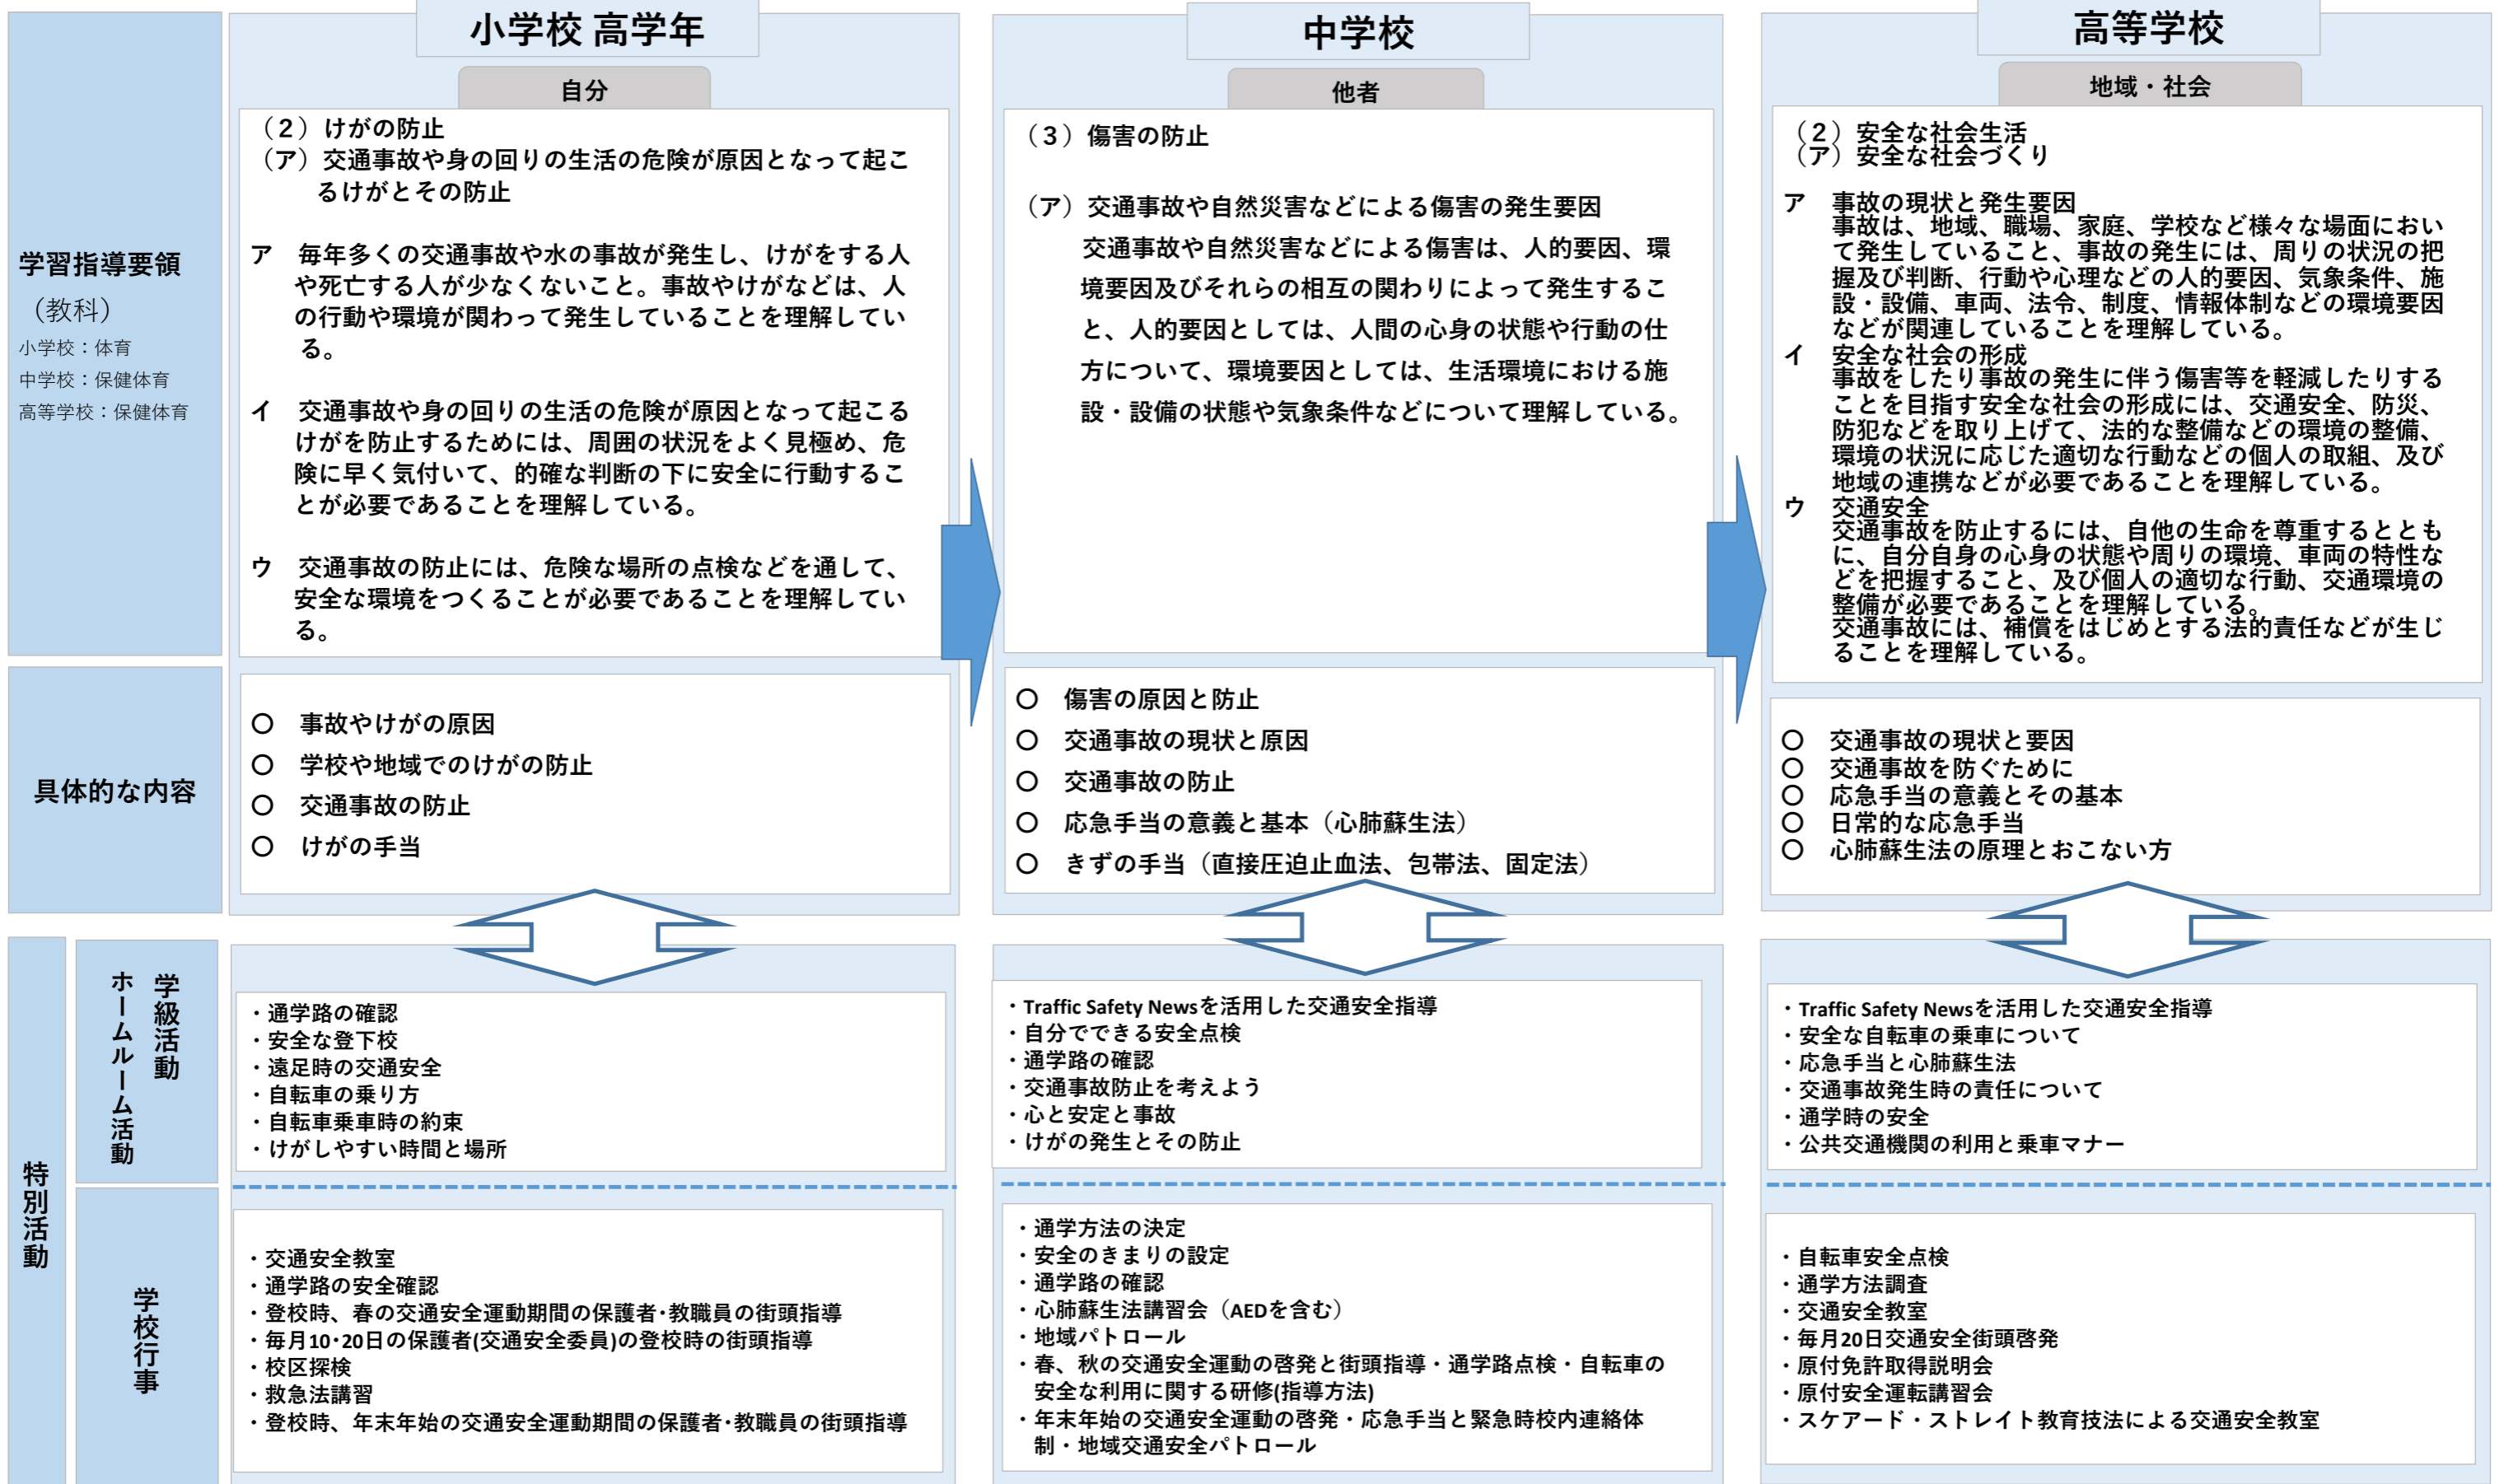 学習指導要領
（教科）
小学校：体育
中学校：保健体育
高等学校：保健体育
小学校 高学年
自分
（２）けがの防止
（ア）交通事故や身の回りの生活の危険が原因となって起こ
るけがとその防止
ア　毎年多くの交通事故や水の事故が発生し、けがをする人
や死亡する人が少なくないこと。事故やけがなどは、人
の行動や環境が関わって発生していることを理解してい
る。
イ　交通事故や身の回りの生活の危険が原因となって起こる
けがを防止するためには、周囲の状況をよく見極め、危
険に早く気付いて、的確な判断の下に安全に行動するこ
とが必要であることを理解している。
ウ　交通事故の防止には、危険な場所の点検などを通して、
安全な環境をつくることが必要であることを理解してい
る。
中学校
他者
（３）傷害の防止
（ア）交通事故や自然災害などによる傷害の発生要因
交通事故や自然災害などによる傷害は、人的要因、環
境要因及びそれらの相互の関わりによって発生するこ
と、人的要因としては、人間の心身の状態や行動の仕
方について、環境要因としては、生活環境における施
設・設備の状態や気象条件などについて理解している。
高等学校
地域・社会
（２）安全な社会生活
（ア）安全な社会づくり
ア　事故の現状と発生要因
事故は、地域、職場、家庭、学校など様々な場面におい
て発生していること、事故の発生には、周りの状況の把
握及び判断、行動や心理などの人的要因、気象条件、施
設・設備、車両、法令、制度、情報体制などの環境要因
などが関連していることを理解している。
イ　安全な社会の形成
事故をしたり事故の発生に伴う傷害等を軽減したりする
ことを目指す安全な社会の形成には、交通安全、防災、
防犯などを取り上げて、法的な整備などの環境の整備、
環境の状況に応じた適切な行動などの個人の取組、及び
地域の連携などが必要であることを理解している。
ウ　交通安全
交通事故を防止するには、自他の生命を尊重するととも
に、自分自身の心身の状態や周りの環境、車両の特性な
どを把握すること、及び個人の適切な行動、交通環境の
整備が必要であることを理解している。
交通事故には、補償をはじめとする法的責任などが生じ
ることを理解している。
具体的な内容
○　事故やけがの原因
○　学校や地域でのけがの防止
○　交通事故の防止
○　けがの手当
○　傷害の原因と防止
○　交通事故の現状と原因
○　交通事故の防止
○　応急手当の意義と基本（心肺蘇生法）
○　きずの手当（直接圧迫止血法、包帯法、固定法）
○　交通事故の現状と要因
○　交通事故を防ぐために
○　応急手当の意義とその基本
○　日常的な応急手当
○　心肺蘇生法の原理とおこない方
特別活動
学級活動
ホームルーム活動
・通学路の確認
・安全な登下校
・遠足時の交通安全
・自転車の乗り方
・自転車乗車時の約束
・けがしやすい時間と場所
・Traffic Safety Newsを活用した交通安全指導
・自分でできる安全点検
・通学路の確認
・交通事故防止を考えよう
・心と安定と事故
・けがの発生とその防止
・Traffic Safety Newsを活用した交通安全指導
・安全な自転車の乗車について
・応急手当と心肺蘇生法
・交通事故発生時の責任について
・通学時の安全
・公共交通機関の利用と乗車マナー
学校行事
・交通安全教室
・通学路の安全確認
・登校時、春の交通安全運動期間の保護者･教職員の街頭指導
・毎月10･20日の保護者(交通安全委員)の登校時の街頭指導
・校区探検
・救急法講習
・登校時、年末年始の交通安全運動期間の保護者･教職員の街頭指導
・通学方法の決定
・安全のきまりの設定
・通学路の確認
・心肺蘇生法講習会（AEDを含む）
・地域パトロール
・春、秋の交通安全運動の啓発と街頭指導・通学路点検・自転車の
安全な利用に関する研修(指導方法)
・年末年始の交通安全運動の啓発・応急手当と緊急時校内連絡体
制・地域交通安全パトロール
・自転車安全点検
・通学方法調査
・交通安全教室
・毎月20日交通安全街頭啓発
・原付免許取得説明会
・原付安全運転講習会
・スケアード・ストレイト教育技法による交通安全教室